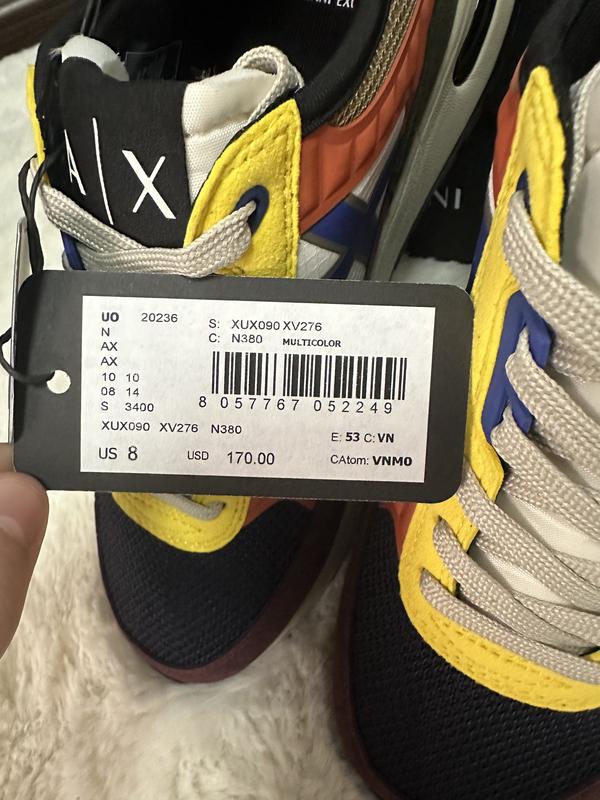 A|X
NI
UO 20236
N
AX
AX
10 10
08 14
S 3400
S: XUX090 XV276
C: N380 MULTICOLOR
8 057767 052249
XUX090 XV276 N380
E: 53 C: VN
US 8 USD 170.00 CAtom: VNM0